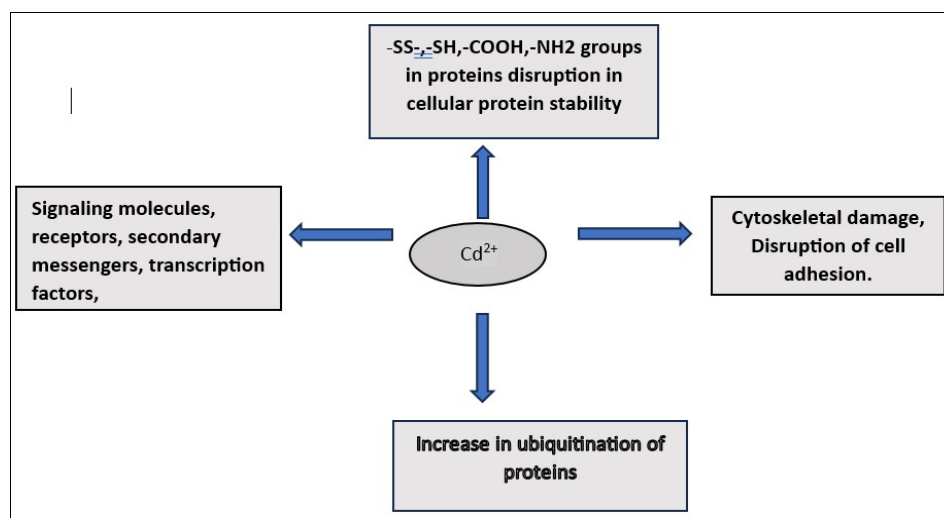 -SS-,-SH,-COOH,-NH2 groups
in proteins disruption in
cellular protein stability
Signaling molecules,
receptors, secondary
messengers, transcription
factors,
Cd²⁺
Cytoskeletal damage,
Disruption of cell
adhesion.
Increase in ubiquitination of
proteins